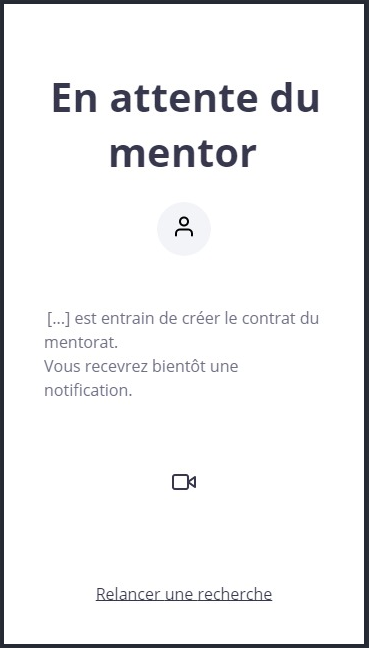 En attente du
mentor
[...] est entrain de créer le contrat du
mentorat.
Vous recevrez bientôt une
notification.
Relancer une recherche